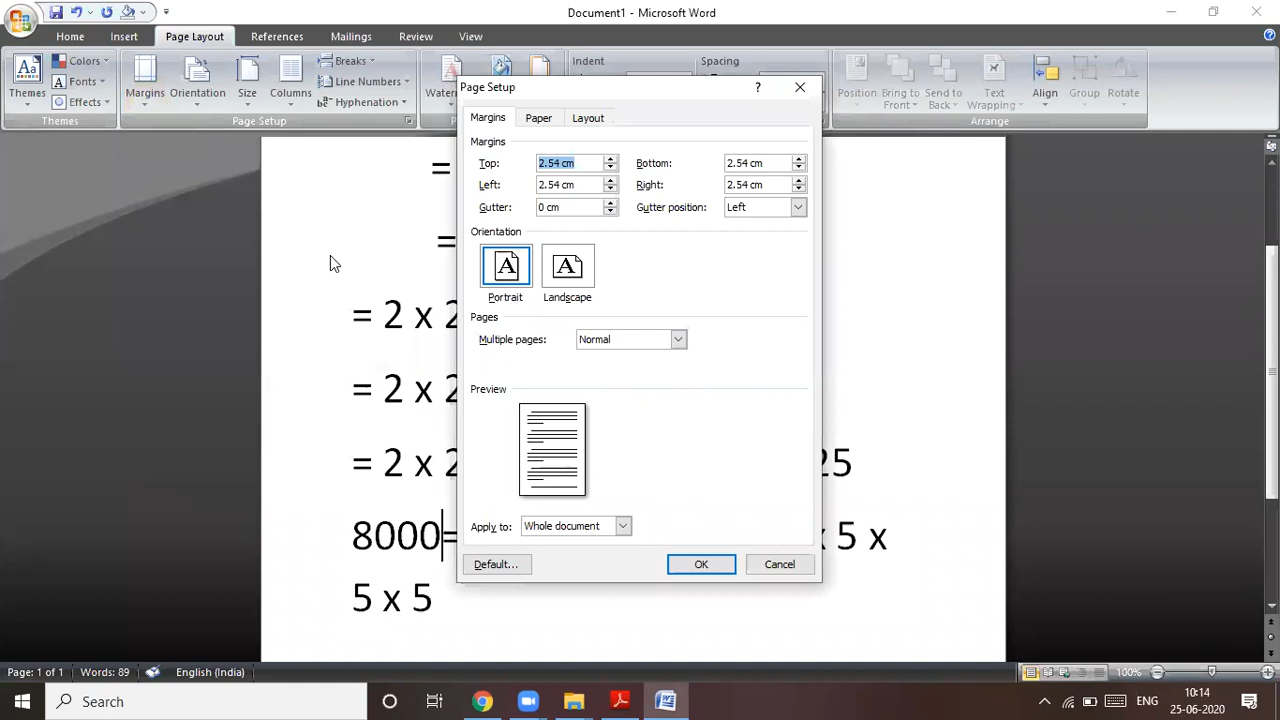 Document1 - Microsoft Word
Home Insert Page Layout References Mailings Review View
Themes
Colors
Fonts
Effects
Themes
Margins Orientation Size Columns
Breaks
Line Numbers
Hyphenation
Page Setup
Indent Spacing
Position Bring to Front Send to Back Text Wrapping Align Group Rotate
Arrange
=
=
= 2 x
= 2 x
= 2 x 25
8000= x 5 x
5 x 5
Page Setup ?
Margins Paper Layout
Margins
Top: 2.54 cm Bottom: 2.54 cm
Left: 2.54 cm Right: 2.54 cm
Gutter: 0 cm Gutter position: Left
Orientation
A A
Portrait Landscape
Pages
Multiple pages: Normal
Preview
Apply to: Whole document
Default... OK Cancel
Page: 1 of 1 Words: 89 English (India) 100%
Search ENG 10:14
25-06-2020